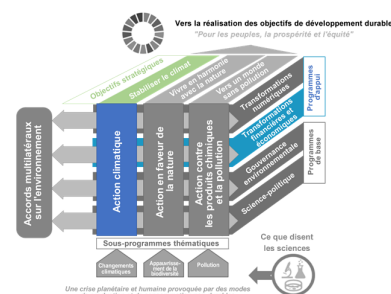 Vers la réalisation des objectifs de développement durable
"Pour les peuples, la prospérité et l'équité"
Objectifs stratégiques
Stabiliser le climat
Vivre en harmonie
avec la nature
Vers un monde
sans pollution
Transformations
numériques
Transformations
financières et
économiques
Gouvernance
environnementale
Science-politique
Programmes
d'appui
Programmes
de base
Accords multilatéraux
sur l'environnement
Action climatique
Action en faveur de
la nature
Action contre
les produits chimiques
et la pollution
Sous-programmes thématiques
Changements
climatiques
Appauvrisse-
ment de la
biodiversité
Pollution
Ce que disent
les sciences
Une crise planétaire et humaine provoquée par des modes